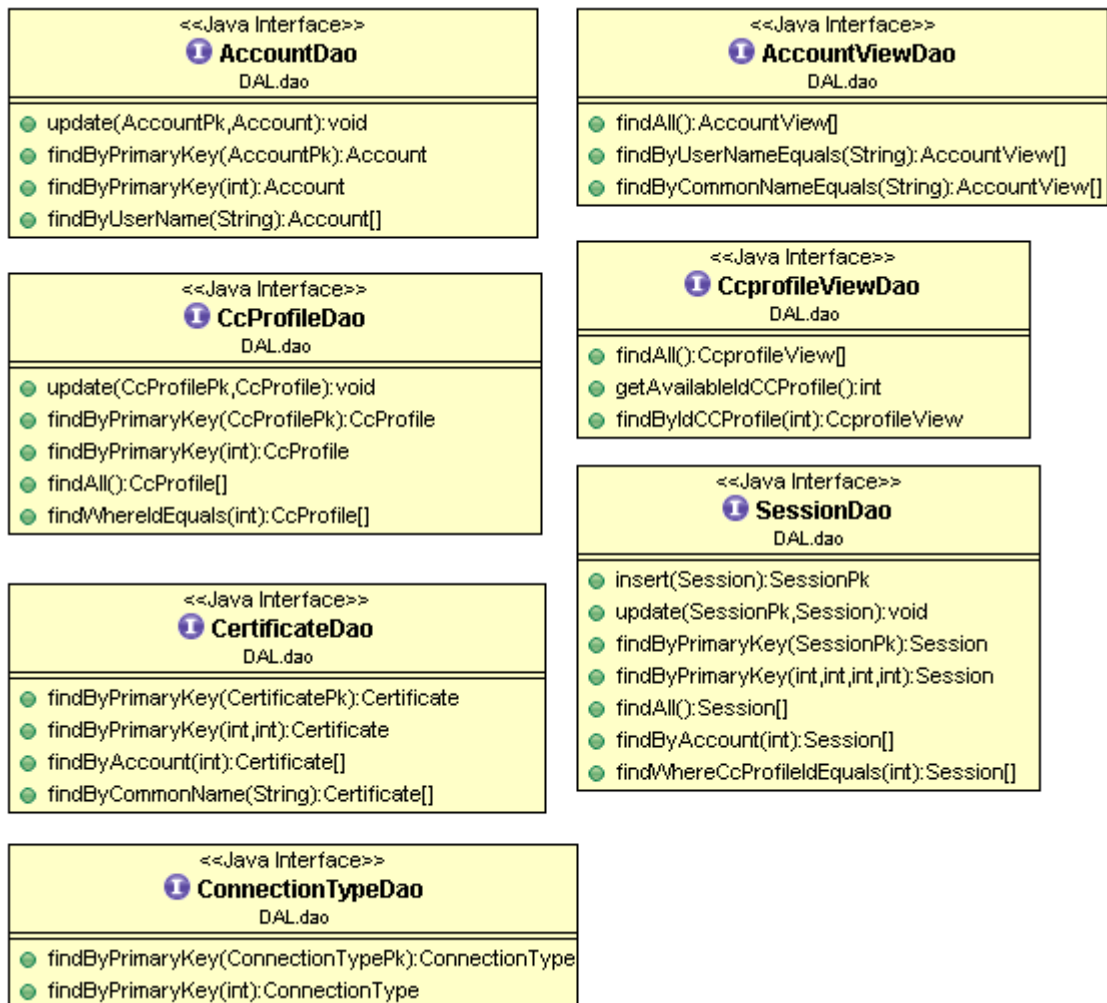 <<Java Interface>>
AccountDao
DAL.dao
update(AccountPk,Account):void
findByPrimaryKey(AccountPk):Account
findByPrimaryKey(int):Account
findByUserName(String):Account[]
<<Java Interface>>
CcProfileDao
DAL.dao
update(CcProfilePk,CcProfile):void
findByPrimaryKey(CcProfilePk):CcProfile
findByPrimaryKey(int):CcProfile
findAll():CcProfile[]
findWhereIdEquals(int):CcProfile[]
<<Java Interface>>
CertificateDao
DAL.dao
findByPrimaryKey(CertificatePk):Certificate
findByPrimaryKey(int,int):Certificate
findByAccount(int):Certificate[]
findByCommonName(String):Certificate[]
<<Java Interface>>
ConnectionTypeDao
DAL.dao
findByPrimaryKey(ConnectionTypePk):ConnectionType
findByPrimaryKey(int):ConnectionType
<<Java Interface>>
AccountViewDao
DAL.dao
findAll():AccountView[]
findByUserNameEquals(String):AccountView[]
findByCommonNameEquals(String):AccountView[]
<<Java Interface>>
CcprofileViewDao
DAL.dao
findAll():CcprofileView[]
getAvailableIdCCProfile():int
findByIdCCProfile(int):CcprofileView
<<Java Interface>>
SessionDao
DAL.dao
insert(Session):SessionPk
update(SessionPk,Session):void
findByPrimaryKey(SessionPk):Session
findByPrimaryKey(int,int,int,int):Session
findAll():Session[]
findByAccount(int):Session[]
findWhereCcProfileIdEquals(int):Session[]